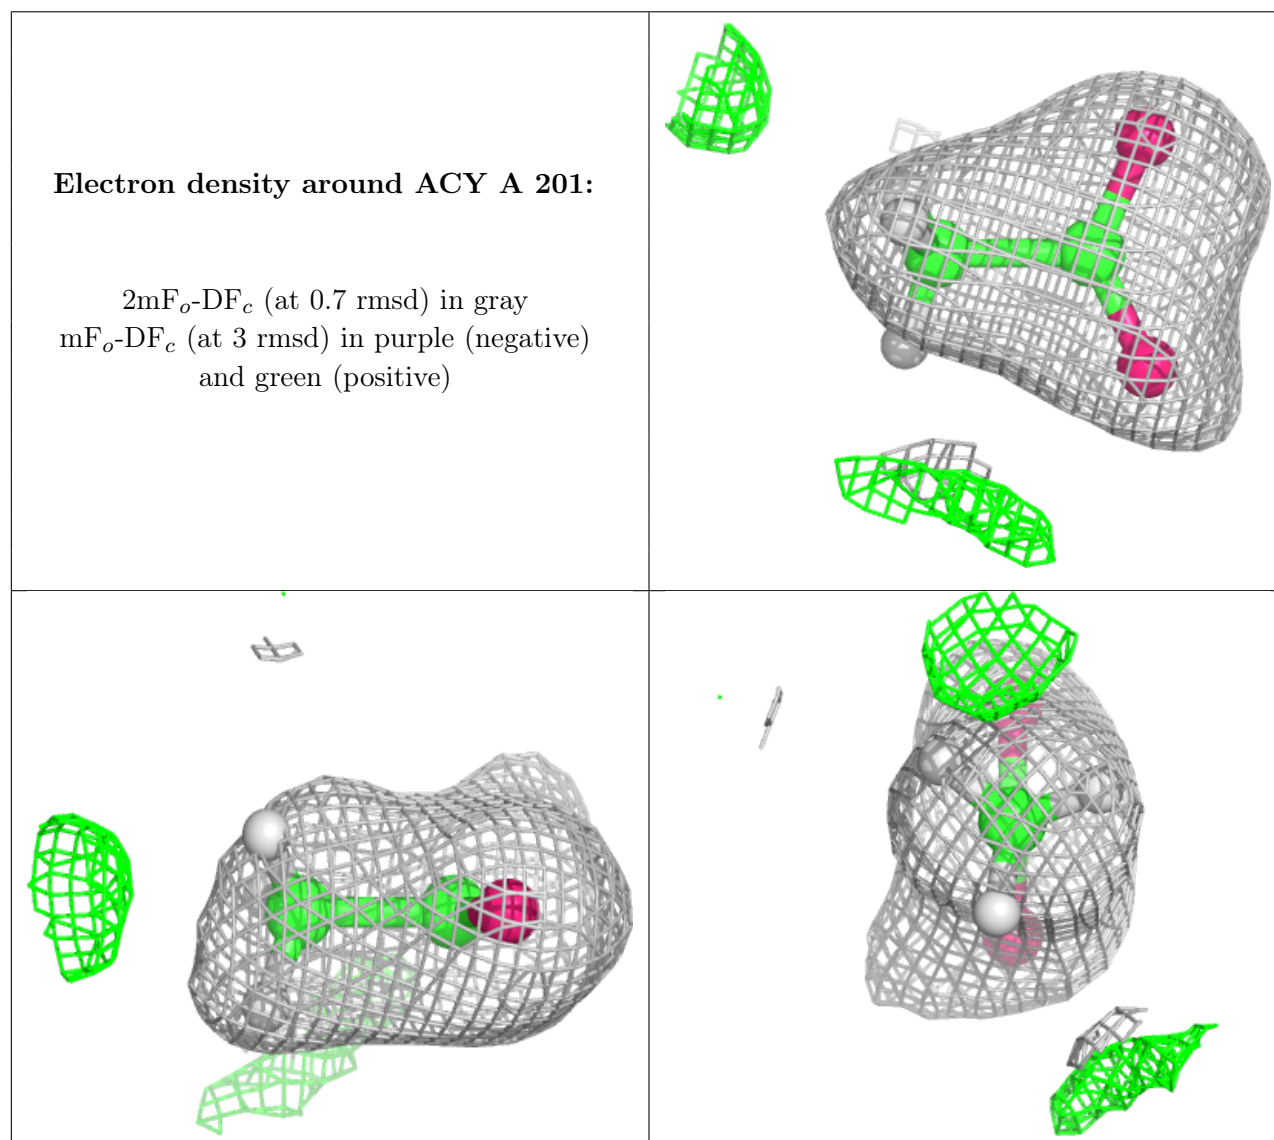 Electron density around ACY A 201:
2mFo-DFc (at 0.7 rmsd) in gray
mFo-DFc (at 3 rmsd) in purple (negative)
and green (positive)